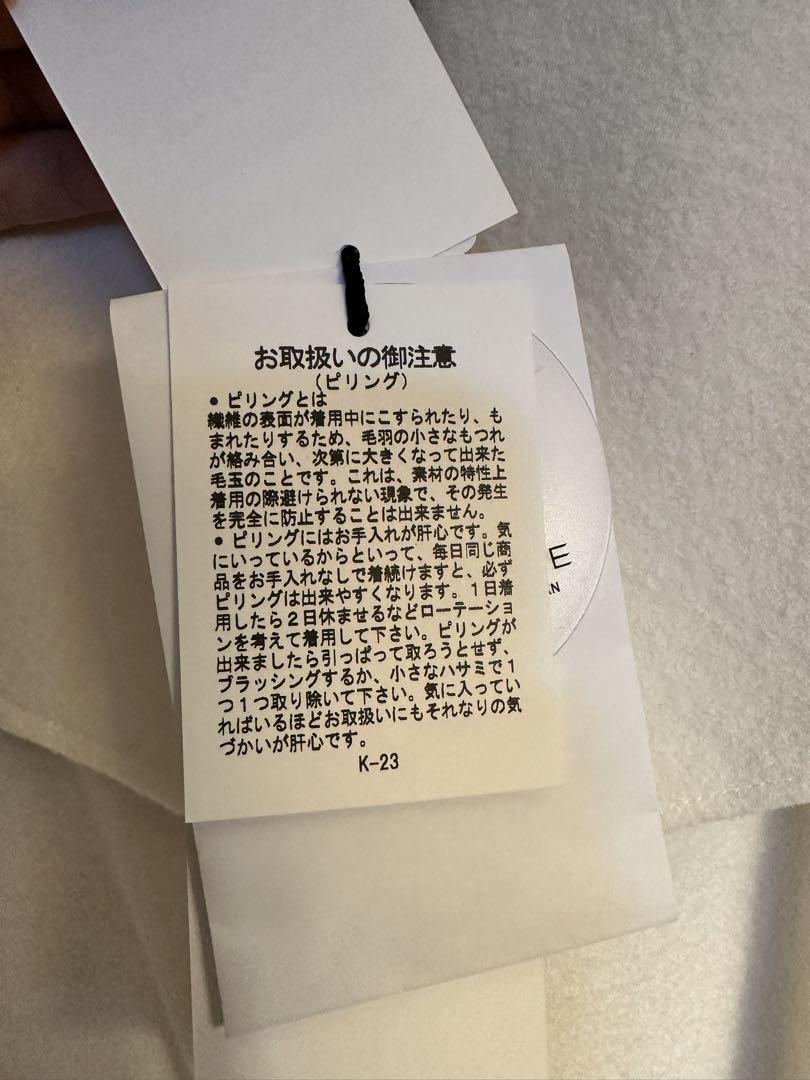 お取扱いの御注意
(ピリング)
● ピリングとは
繊維の表面が着用中にこすられたり、も
まれたりするため、毛羽の小さなもつれ
が絡み合い、次第に大きくなって出来た
毛玉のことです。これは、素材の特性上
着用の際避けられない現象で、その発生
を完全に防止することは出来ません。
● ピリングにはお手入れが肝心です。気
にいっているからといって、毎日同じ商
品をお手入れなしで着続けますと、必ず
ピリングは出来やすくなります。1日着
用したら2日休ませるなどローテーショ
ンを考えて着用して下さい。ピリングが
出来ましたら引っぱって取ろうとせず、
ブラッシングするか、小さなハサミで1
つ1つ取り除いて下さい。気に入ってい
ればいるほどお取扱いにもそれなりの気
づかいが肝心です。
K-23